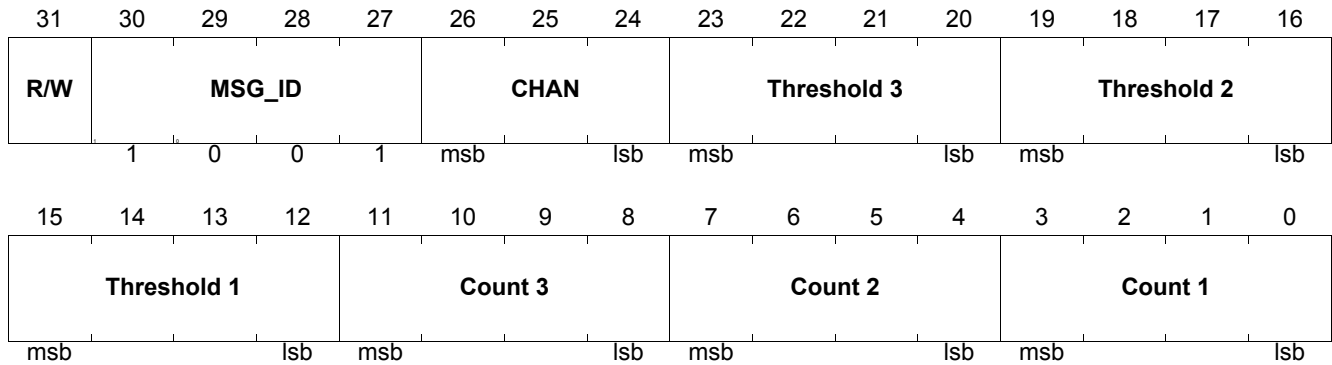 31 30 29 28 27 26 25 24 23 22 21 20 19 18 17 16
R/W MSG_ID CHAN Threshold 3 Threshold 2
1 0 0 1 msb lsb msb lsb msb lsb
15 14 13 12 11 10 9 8 7 6 5 4 3 2 1 0
Threshold 1 Count 3 Count 2 Count 1
msb lsb msb lsb msb lsb msb lsb